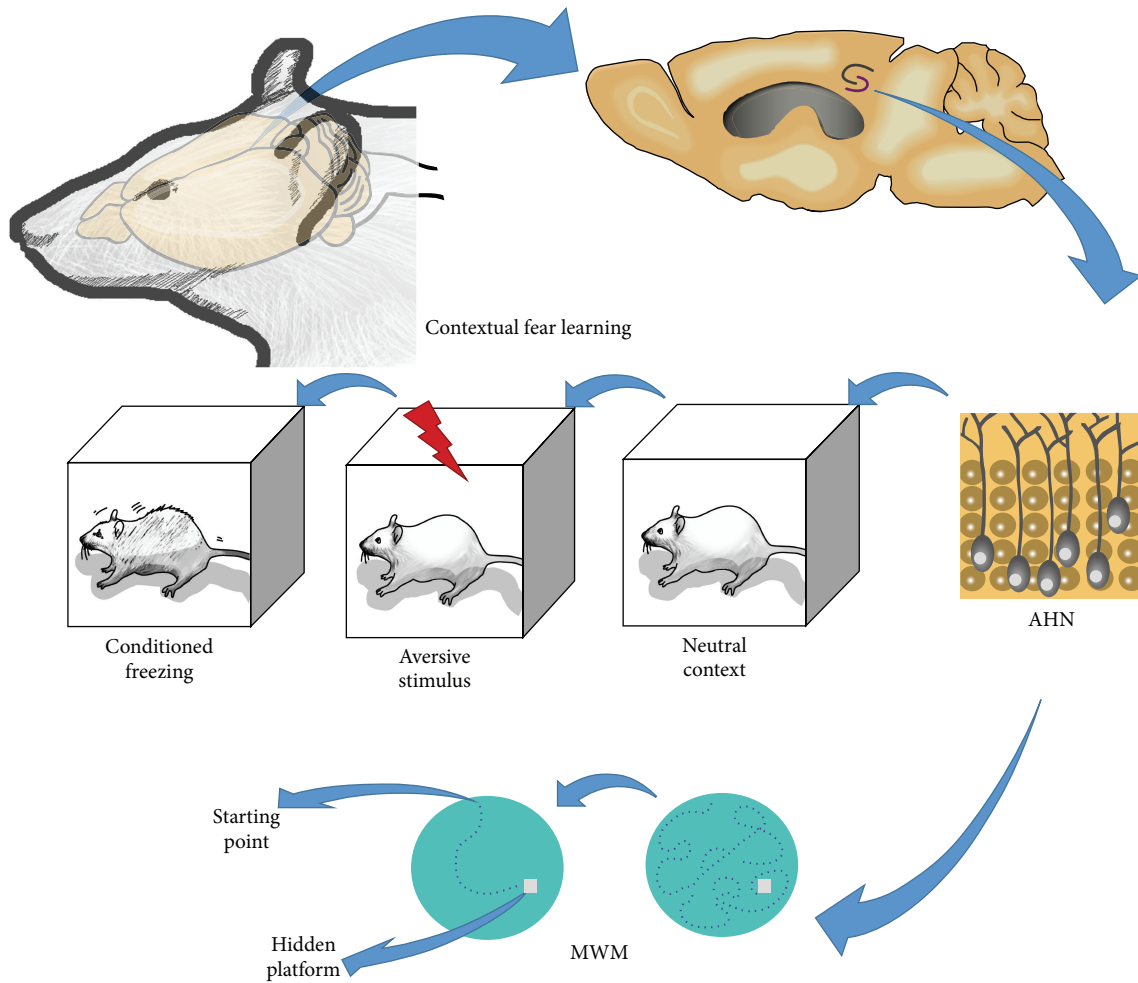 Contextual fear learning
AHN
Conditioned
freezing
Aversive
stimulus
Neutral
context
Starting
point
Hidden
platform
MWM